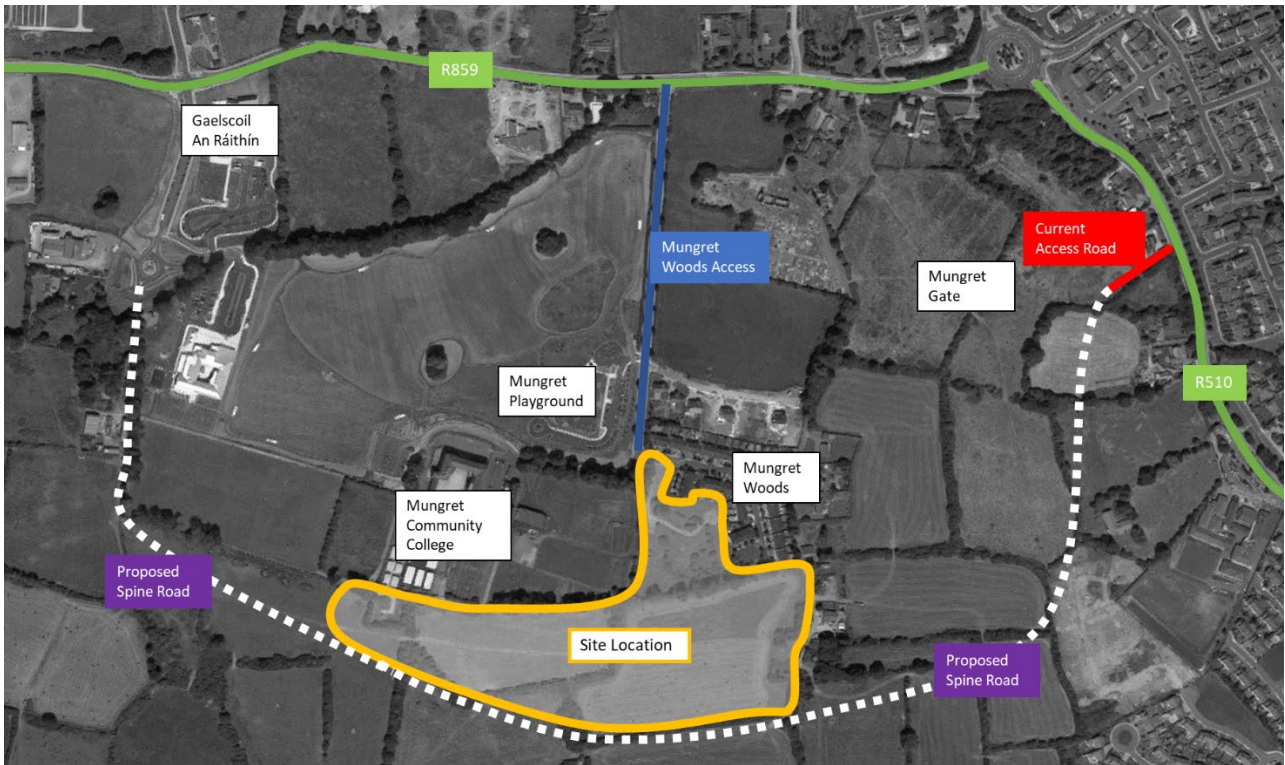 R859
Gaelscoil
An Ráithín
Current
Access Road
Mungret
Woods Access
Mungret
Gate
R510
Mungret
Playground
Mungret
Woods
Mungret
Community
College
Proposed
Spine Road
Site Location
Proposed
Spine Road